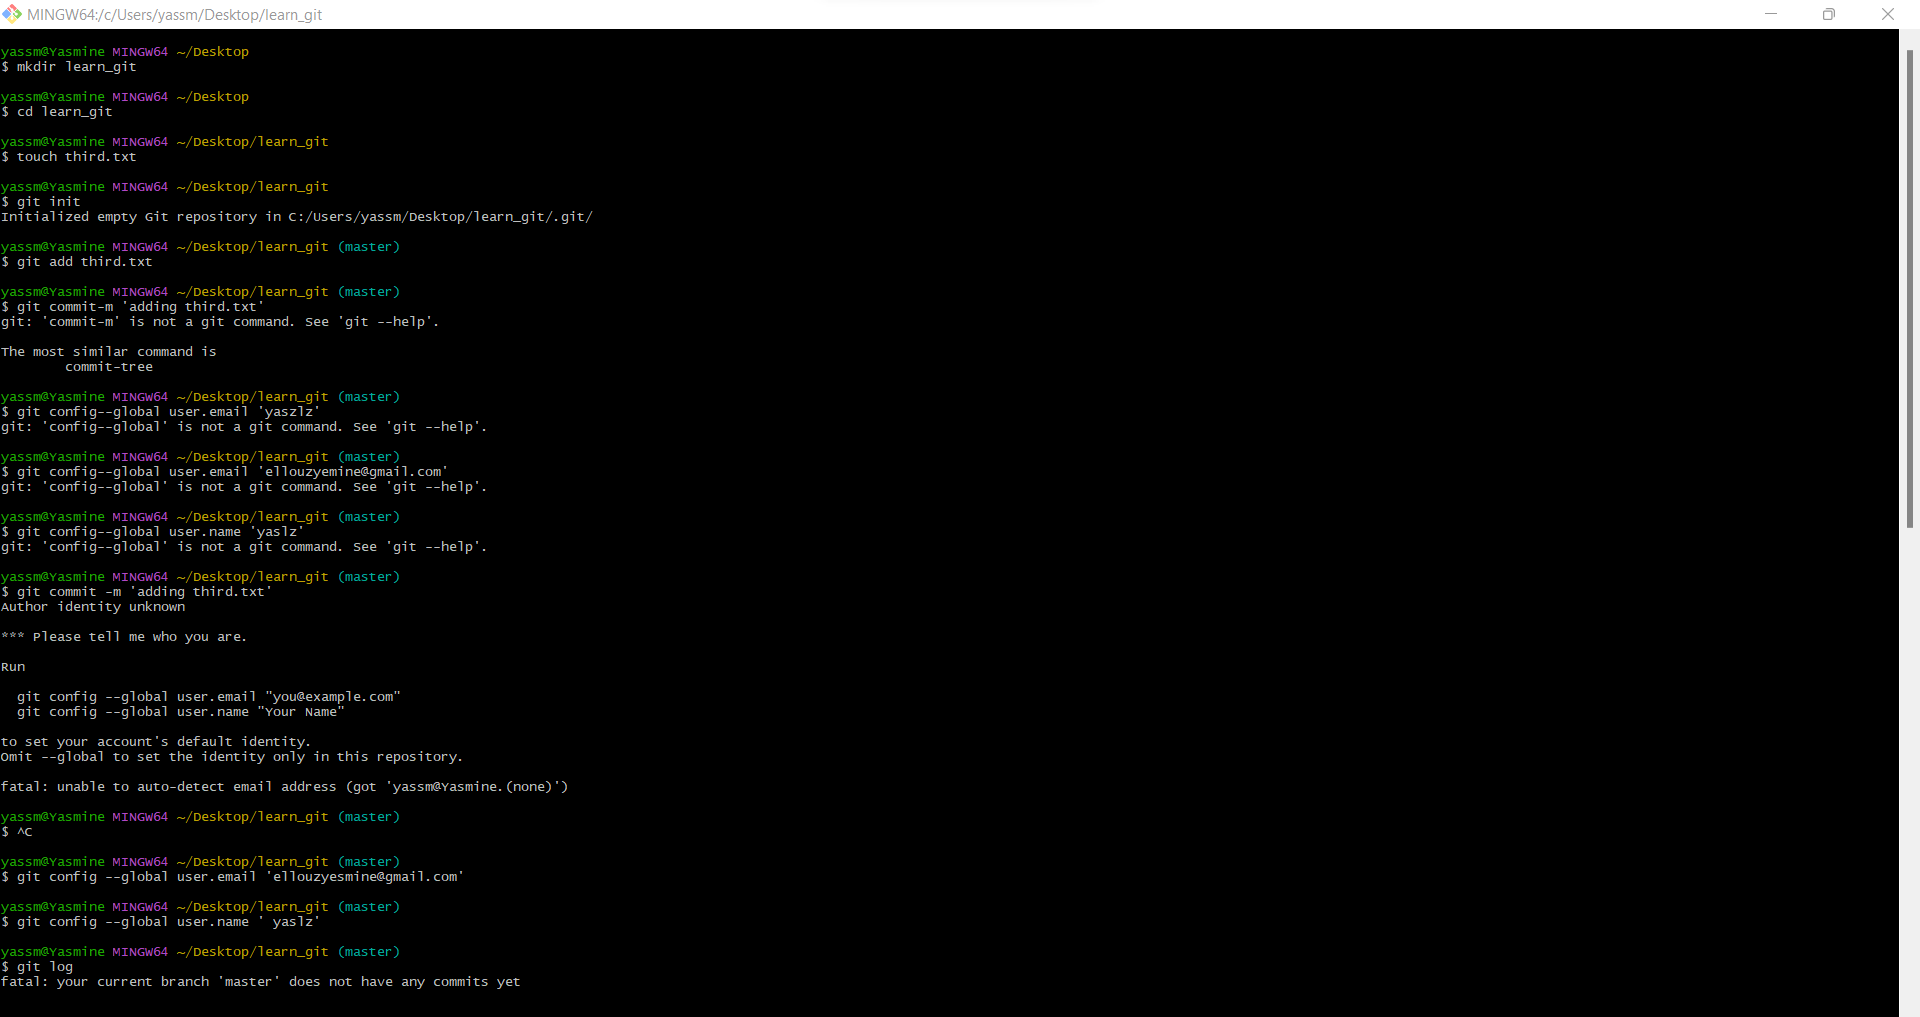 MINGW64:/c/Users/yassm/Desktop/learn_git
yassm@Yasmine MINGW64 ~/Desktop
$ mkdir learn_git
yassm@Yasmine MINGW64 ~/Desktop
$ cd learn_git
yassm@Yasmine MINGW64 ~/Desktop/learn_git
$ touch third.txt
yassm@Yasmine MINGW64 ~/Desktop/learn_git
$ git init
Initialized empty Git repository in C:/Users/yassm/Desktop/learn_git/.git/
yassm@Yasmine MINGW64 ~/Desktop/learn_git (master)
$ git add third.txt
yassm@Yasmine MINGW64 ~/Desktop/learn_git (master)
$ git commit-m 'adding third.txt'
git: 'commit-m' is not a git command. See 'git --help'.
The most similar command is
commit-tree
yassm@Yasmine MINGW64 ~/Desktop/learn_git (master)
$ git config--global user.email 'yaszlz'
git: 'config--global' is not a git command. See 'git --help'.
yassm@Yasmine MINGW64 ~/Desktop/learn_git (master)
$ git config--global user.email 'ellouzyemine@gmail.com'
git: 'config--global' is not a git command. See 'git --help'.
yassm@Yasmine MINGW64 ~/Desktop/learn_git (master)
$ git config--global user.name 'yaslz'
git: 'config--global' is not a git command. See 'git --help'.
yassm@Yasmine MINGW64 ~/Desktop/learn_git (master)
$ git commit -m 'adding third.txt'
Author identity unknown
*** Please tell me who you are.
Run
git config --global user.email "you@example.com"
git config --global user.name "Your Name"
to set your account's default identity.
Omit --global to set the identity only in this repository.
fatal: unable to auto-detect email address (got 'yassm@Yasmine.(none)')
yassm@Yasmine MINGW64 ~/Desktop/learn_git (master)
$ ^C
yassm@Yasmine MINGW64 ~/Desktop/learn_git (master)
$ git config --global user.email 'ellouzyesmine@gmail.com'
yassm@Yasmine MINGW64 ~/Desktop/learn_git (master)
$ git config --global user.name ' yaslz'
yassm@Yasmine MINGW64 ~/Desktop/learn_git (master)
$ git log
fatal: your current branch 'master' does not have any commits yet